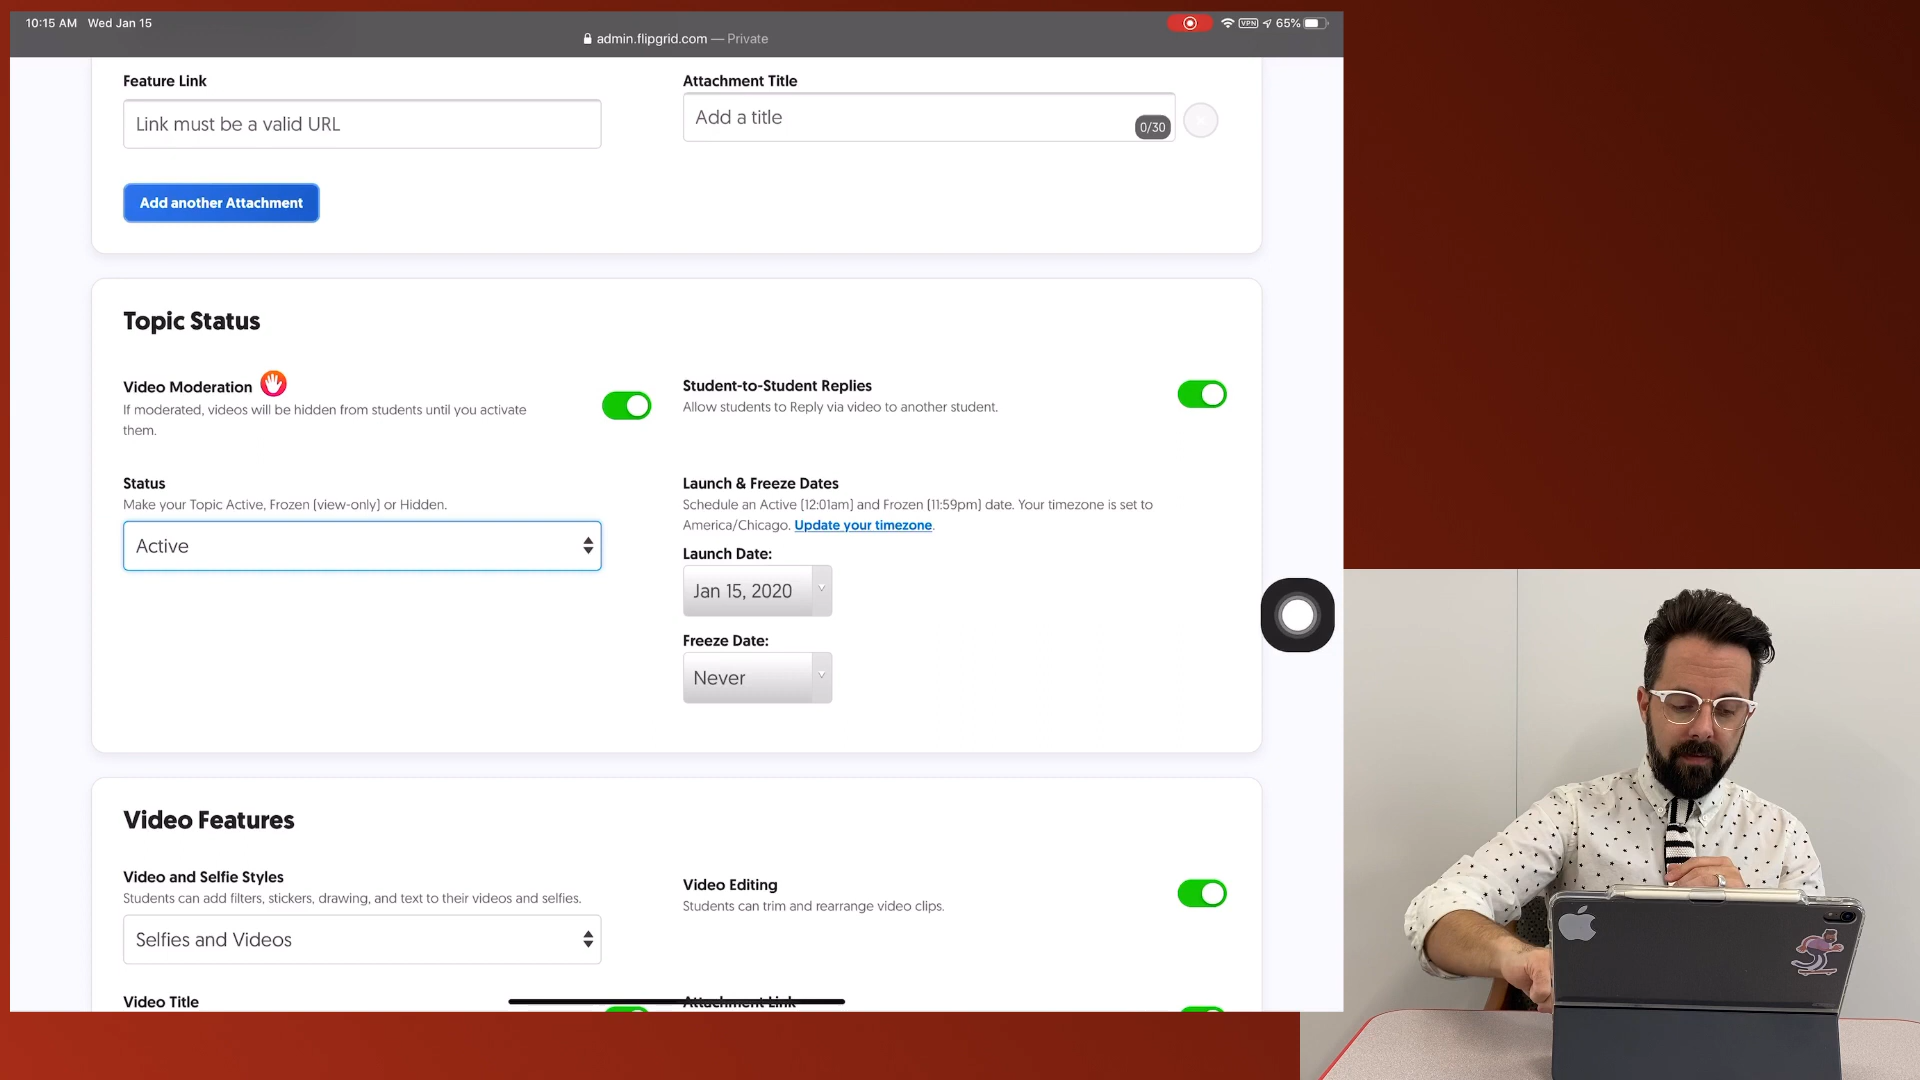 10:15 AM Wed Jan 15
VPN 65%
admin.flipgrid.com — Private
Feature Link
Attachment Title
Link must be a valid URL
Add a title
0/30
Add another Attachment
Topic Status
Video Moderation
If moderated, videos will be hidden from students until you activate
them.
Student-to-Student Replies
Allow students to Reply via video to another student.
Status
Make your Topic Active, Frozen (view-only) or Hidden.
Active
Launch & Freeze Dates
Schedule an Active (12:01am) and Frozen (11:59pm) date. Your timezone is set to
America/Chicago. Update your timezone.
Launch Date:
Jan 15, 2020
Freeze Date:
Never
Video Features
Video and Selfie Styles
Students can add filters, stickers, drawing, and text to their videos and selfies.
Selfies and Videos
Video Editing
Students can trim and rearrange video clips.
Video Title
Attachment Link